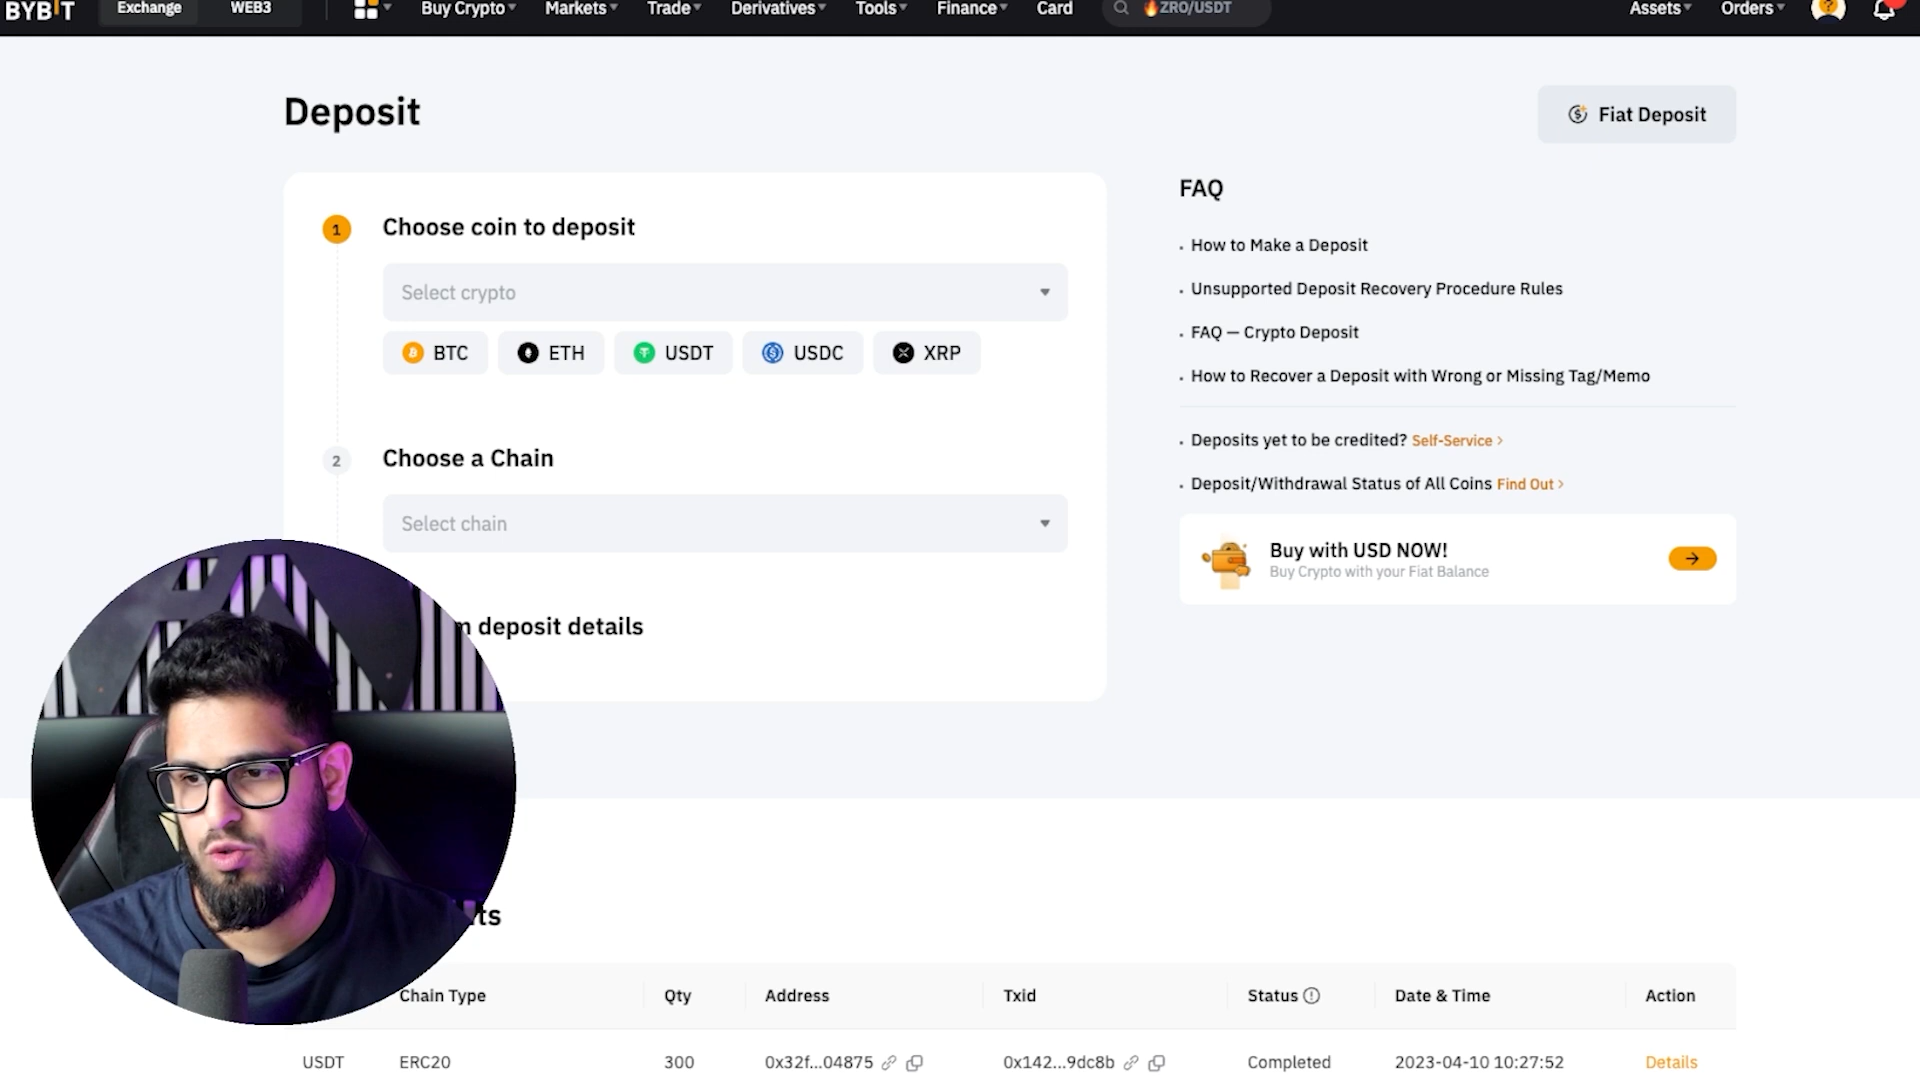 BYBIT Exchange WEB3 Buy Crypto Markets Trade Derivatives Tools Finance Card ZRO/USDT Assets Orders
Deposit
Fiat Deposit
1 Choose coin to deposit
Select crypto
BTC ETH USDT USDC XRP
2 Choose a Chain
Select chain
deposit details
FAQ
How to Make a Deposit
Unsupported Deposit Recovery Procedure Rules
FAQ — Crypto Deposit
How to Recover a Deposit with Wrong or Missing Tag/Memo
Deposits yet to be credited? Self-Service >
Deposit/Withdrawal Status of All Coins Find Out >
Buy with USD NOW!
Buy Crypto with your Fiat Balance
Chain Type Qty Address Txid Status Date & Time Action
USDT ERC20 300 0x32f...04875 0x142...9dc8b Completed 2023-04-10 10:27:52 Details